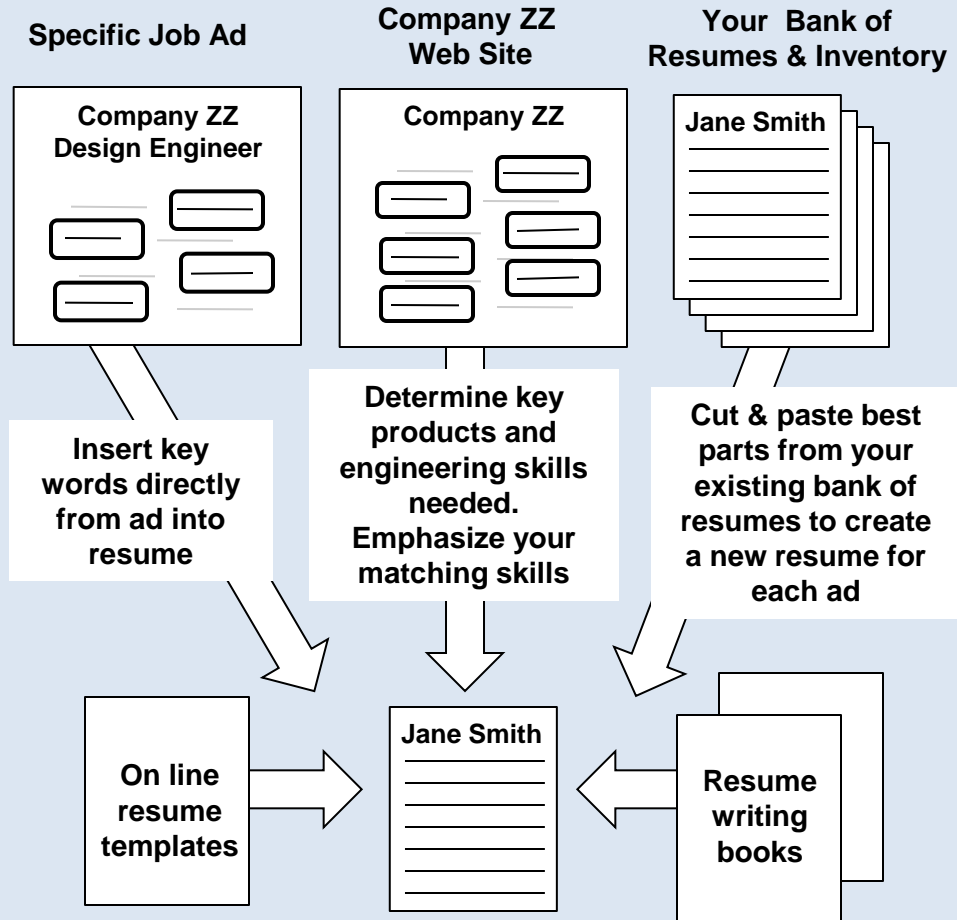 Specific Job Ad
Company ZZ
Web Site
Your Bank of
Resumes & Inventory
Company ZZ
Design Engineer
Company ZZ
Jane Smith
Insert key
words directly
from ad into
resume
Determine key
products and
engineering skills
needed.
Emphasize your
matching skills
Cut & paste best
parts from your
existing bank of
resumes to create
a new resume for
each ad
On line
resume
templates
Jane Smith
Resume
writing
books